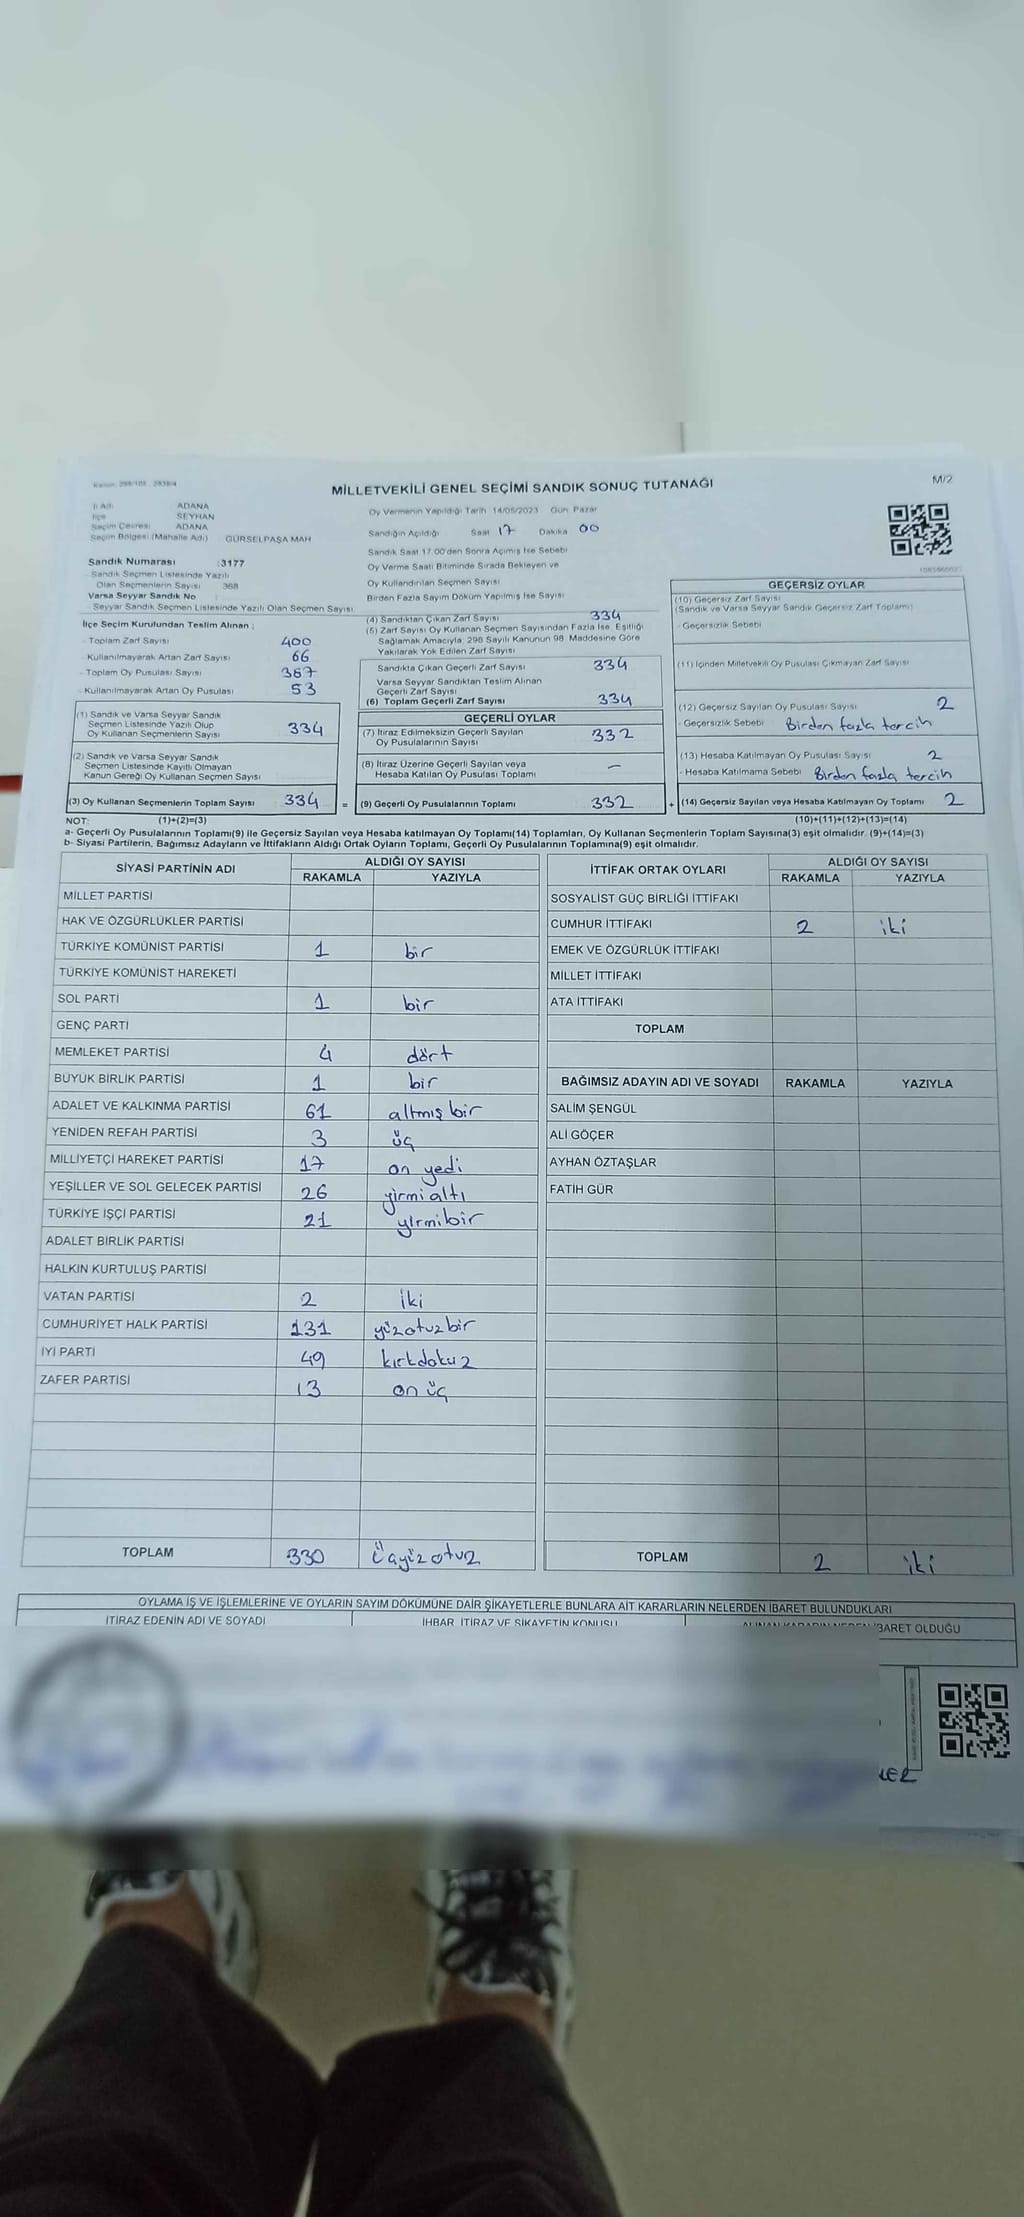 Kanun: 298/105 , 2839/4
MİLLETVEKİLİ GENEL SEÇİMİ SANDIK SONUÇ TUTANAĞI
M/2
İl Adı ADANA
İlçe SEYHAN
Seçim Çevresi ADANA
Seçim Bölgesi (Mahalle Adı) GÜRSELPAŞA MAH
Oy Vermenin Yapıldığı Tarih 14/05/2023 Gün: Pazar
Sandığın Açıldığı Saat 17 Dakika 00
Sandık Saat 17.00'den Sonra Açımış İse Sebebi
Oy Verme Saati Bitiminde Sırada Bekleyen ve
Oy Kullandırılan Seçmen Sayısı
Birden Fazla Sayım Döküm Yapılmış İse Sayısı
Sandık Numarası :3177
- Sandık Seçmen Listesinde Yazılı
Olan Seçmenlerin Sayısı : 368
Varsa Seyyar Sandık No :
- Seyyar Sandık Seçmen Listesinde Yazılı Olan Seçmen Sayısı
İlçe Seçim Kurulundan Teslim Alınan :
- Toplam Zarf Sayısı 400
- Kullanılmayarak Artan Zarf Sayısı 66
- Toplam Oy Pusulası Sayısı 387
- Kullanılmayarak Artan Oy Pusulası 53
(1) Sandık ve Varsa Seyyar Sandık
Seçmen Listesinde Yazılı Olup
Oy Kullanan Seçmenlerin Sayısı 334
(2) Sandık ve Varsa Seyyar Sandık
Seçmen Listesinde Kayıtlı Olmayan
Kanun Gereği Oy Kullanan Seçmen Sayısı
(3) Oy Kullanan Seçmenlerin Toplam Sayısı 334 =
(4) Sandıktan Çıkan Zarf Sayısı 334
(5) Zarf Sayısı Oy Kullanan Seçmen Sayısından Fazla İse, Eşitliği
Sağlamak Amacıyla; 298 Sayılı Kanunun 98. Maddesine Göre
Yakılarak Yok Edilen Zarf Sayısı
Sandıkta Çıkan Geçerli Zarf Sayısı 334
Varsa Seyyar Sandıktan Teslim Alınan
Geçerli Zarf Sayısı
(6) Toplam Geçerli Zarf Sayısı 334
GEÇERLİ OYLAR
(7) İtiraz Edilmeksizin Geçerli Sayılan
Oy Pusulalarının Sayısı 332
(8) İtiraz Üzerine Geçerli Sayılan veya
Hesaba Katılan Oy Pusulası Toplamı —
(9) Geçerli Oy Pusulalarının Toplamı 332 +
GEÇERSİZ OYLAR
(10) Geçersiz Zarf Sayısı
(Sandık ve Varsa Seyyar Sandık Geçersiz Zarf Toplamı)
- Geçersizlik Sebebi
(11) İçinden Milletvekili Oy Pusulası Çıkmayan Zarf Sayısı
(12) Geçersiz Sayılan Oy Pusulası Sayısı 2
- Geçersizlik Sebebi Birden fazla tercih
(13) Hesaba Katılmayan Oy Pusulası Sayısı 2
- Hesaba Katılmama Sebebi Birden fazla tercih
(14) Geçersiz Sayılan veya Hesaba Katılmayan Oy Toplamı 2
NOT: (1)+(2)=(3) (10)+(11)+(12)+(13)=(14)
a- Geçerli Oy Pusulalarının Toplamı(9) ile Geçersiz Sayılan veya Hesaba katılmayan Oy Toplamı(14) Toplamları, Oy Kullanan Seçmenlerin Toplam Sayısına(3) eşit olmalıdır. (9)+(14)=(3)
b- Siyasi Partilerin, Bağımsız Adayların ve İttifakların Aldığı Ortak Oyların Toplamı, Geçerli Oy Pusulalarının Toplamına(9) eşit olmalıdır.
SİYASİ PARTİNİN ADI ALDIĞI OY SAYISI
RAKAMLA YAZIYLA
MİLLET PARTİSİ
HAK VE ÖZGÜRLÜKLER PARTİSİ
TÜRKİYE KOMÜNİST PARTİSİ 1 bir
TÜRKİYE KOMÜNİST HAREKETİ
SOL PARTİ 1 bir
GENÇ PARTİ
MEMLEKET PARTİSİ 4 dört
BÜYÜK BİRLİK PARTİSİ 1 bir
ADALET VE KALKINMA PARTİSİ 61 altmış bir
YENİDEN REFAH PARTİSİ 3 üç
MİLLİYETÇİ HAREKET PARTİSİ 17 on yedi
YEŞİLLER VE SOL GELECEK PARTİSİ 26 yirmi altı
TÜRKİYE İŞÇİ PARTİSİ 21 yirmibir
ADALET BİRLİK PARTİSİ
HALKIN KURTULUŞ PARTİSİ
VATAN PARTİSİ 2 iki
CUMHURİYET HALK PARTİSİ 131 yüzotuzbir
İYİ PARTİ 49 kırkdokuz
ZAFER PARTİSİ 13 on üç
TOPLAM 330 Üçyüzotuz
İTTİFAK ORTAK OYLARI ALDIĞI OY SAYISI
RAKAMLA YAZIYLA
SOSYALİST GÜÇ BİRLİĞİ İTTİFAKI
CUMHUR İTTİFAKI 2 iki
EMEK VE ÖZGÜRLÜK İTTİFAKI
MİLLET İTTİFAKI
ATA İTTİFAKI
TOPLAM
BAĞIMSIZ ADAYIN ADI VE SOYADI RAKAMLA YAZIYLA
SALİM ŞENGÜL
ALİ GÖÇER
AYHAN ÖZTAŞLAR
FATİH GÜR
TOPLAM 2 iki
OYLAMA İŞ VE İŞLEMLERİNE VE OYLARIN SAYIM DÖKÜMÜNE DAİR ŞİKAYETLERLE BUNLARA AİT KARARLARIN NELERDEN İBARET BULUNDUKLARI
İTİRAZ EDENİN ADI VE SOYADI İHBAR, İTİRAZ VE ŞİKAYETİN KONUSU İBARET OLDUĞU